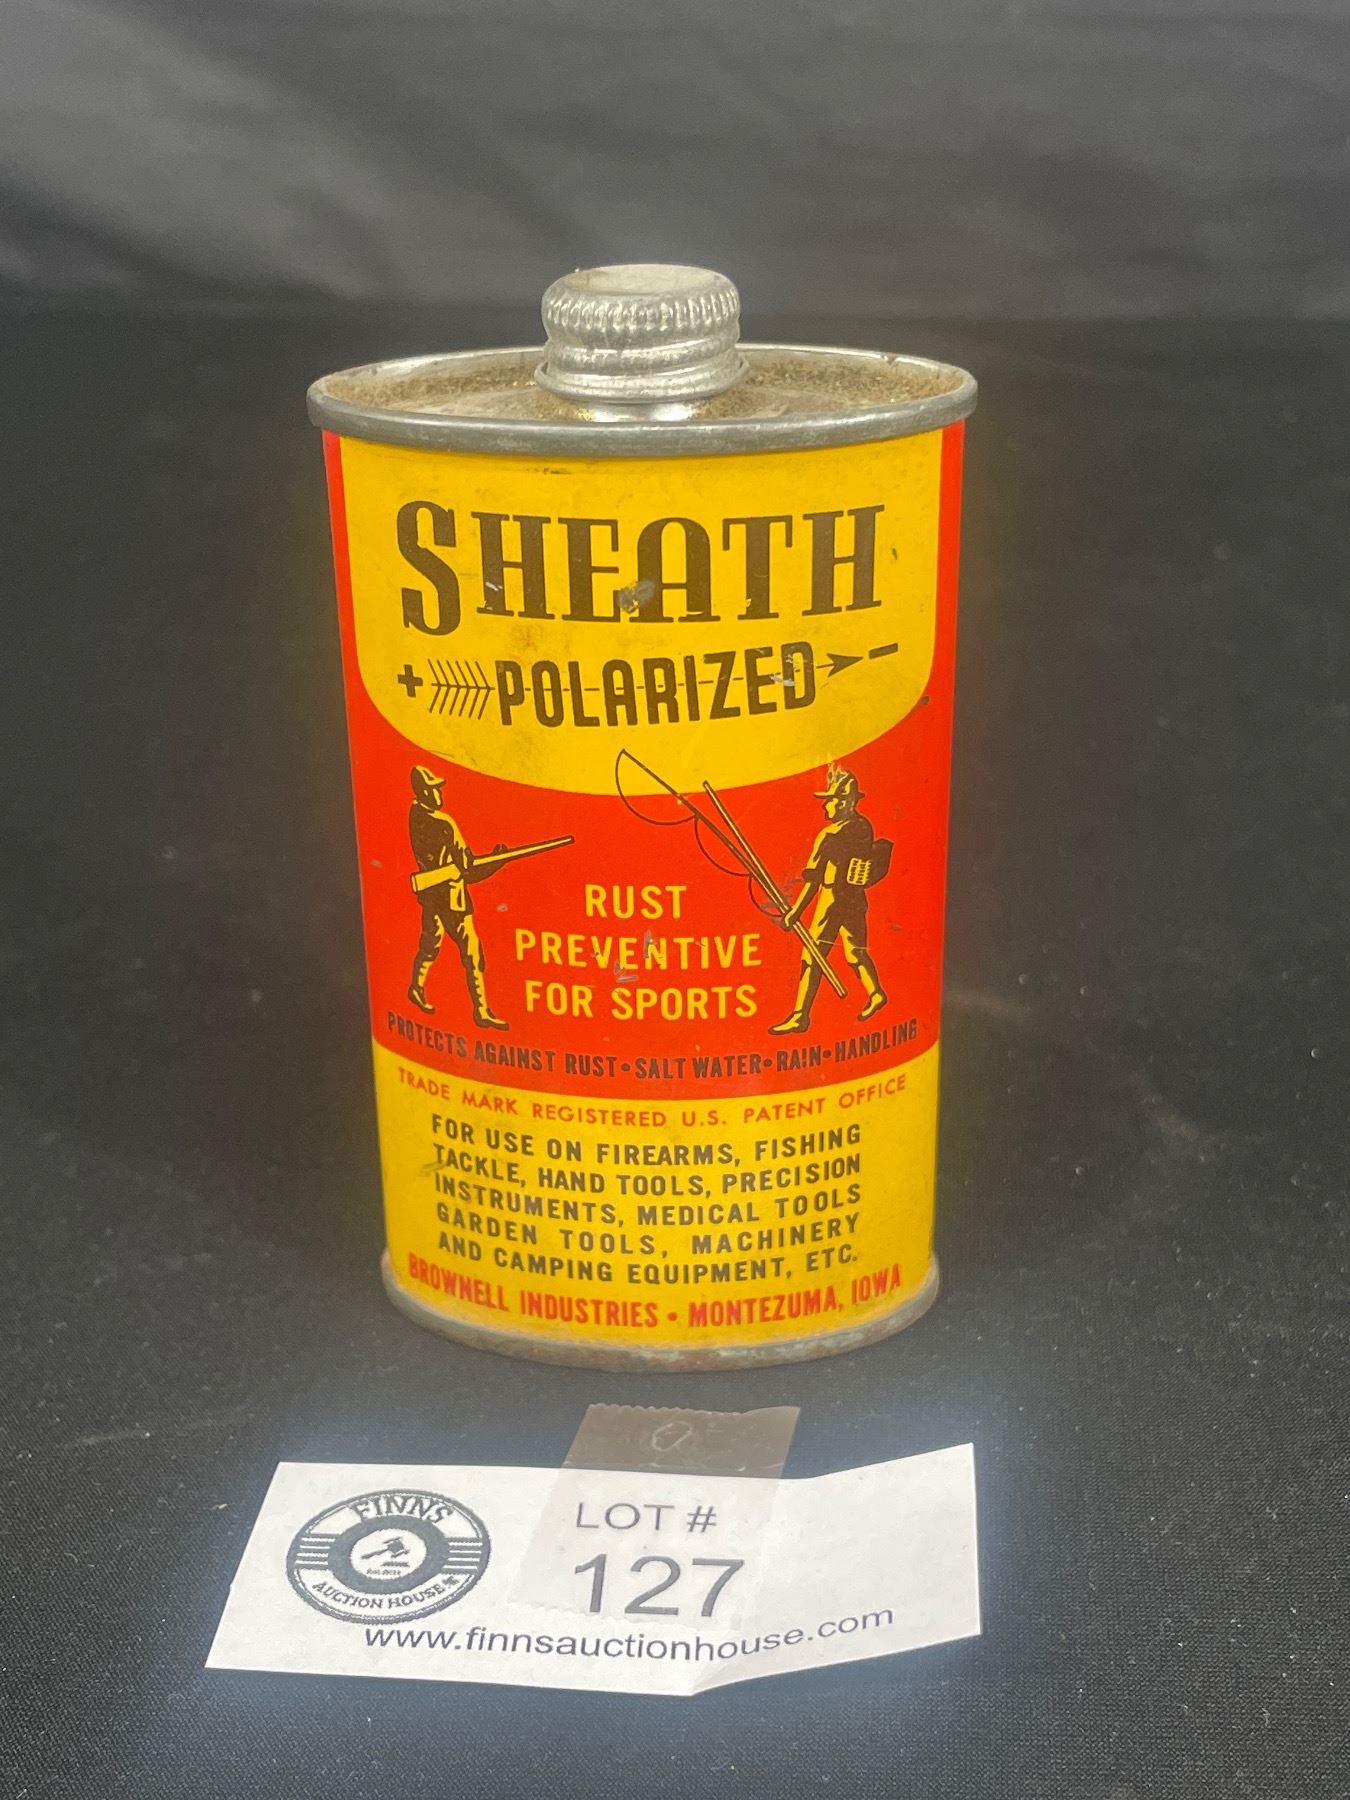 SHEATH
+ POLARIZED -
RUST
PREVENTIVE
FOR SPORTS
PROTECTS AGAINST RUST • SALT WATER • RAIN • HANDLING
TRADE MARK REGISTERED U.S. PATENT OFFICE
FOR USE ON FIREARMS, FISHING
TACKLE, HAND TOOLS, PRECISION
INSTRUMENTS, MEDICAL TOOLS
GARDEN TOOLS, MACHINERY
AND CAMPING EQUIPMENT, ETC.
BROWNELL INDUSTRIES • MONTEZUMA, IOWA
FINNS
AUCTION HOUSE
LOT #
127
www.finnsauctionhouse.com